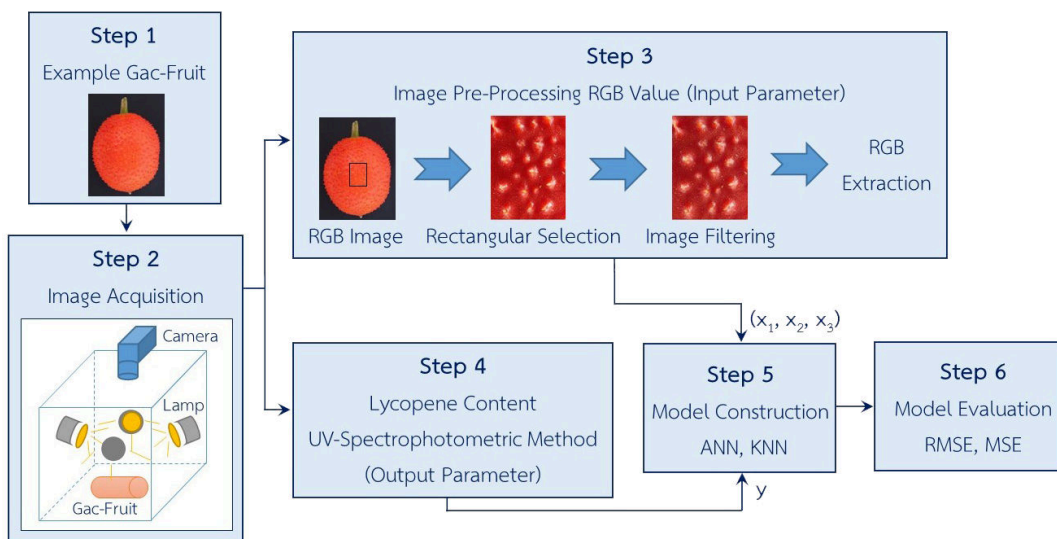 Step 1
Example Gac-Fruit
Step 2
Image Acquisition
Camera
Lamp
Gac-Fruit
Step 3
Image Pre-Processing RGB Value (Input Parameter)
RGB Image
Rectangular Selection
Image Filtering
RGB
Extraction
Step 4
Lycopene Content
UV-Spectrophotometric Method
(Output Parameter)
(x₁, x₂, x₃)
y
Step 5
Model Construction
ANN, KNN
Step 6
Model Evaluation
RMSE, MSE